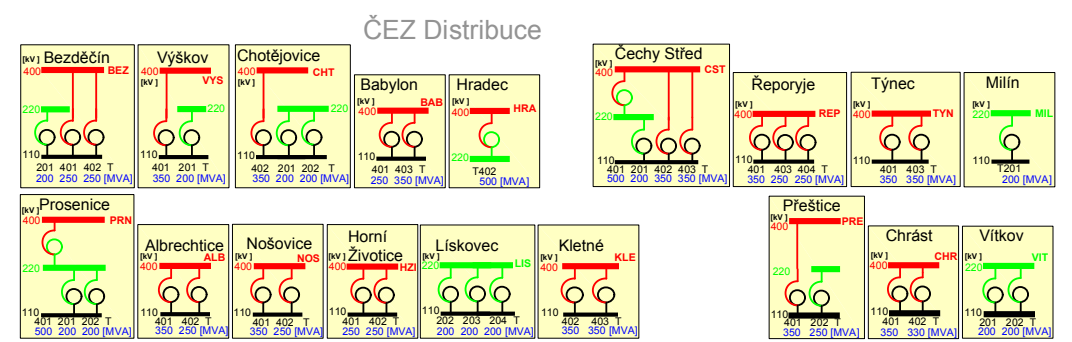 ČEZ Distribuce
Bezděčín
[kV ]
400 BEZ
220
110
201 401 402 T
200 250 250 [MVA]
Výškov
400
[kV ] VYS
220
110
401 201 T
350 200 [MVA]
Chotějovice
400 CHT
[kV ]
220
110
402 201 202 T
350 200 200 [MVA]
Babylon
[kV ] BAB
400
110
401 403 T
250 350 [MVA]
Hradec
[kV ]
400 HRA
220
T402
500 [MVA]
Čechy Střed
[kV ]
400 CST
220
110
401 201 402 403 T
500 200 350 350 [MVA]
Řeporyje
[kV ]
400 REP
110
401 403 404 T
350 250 250 [MVA]
Týnec
[kV ]
400 TYN
110
401 403 T
350 350 [MVA]
Milín
[kV ]
220 MIL
110
T201
200 [MVA]
Prosenice
[kV ]
400 PRN
220
110
401 201 202 T
500 200 200 [MVA]
Albrechtice
[kV ] ALB
400
110
401 402 T
350 250 [MVA]
Nošovice
[kV ] NOS
400
110
401 402 T
350 250 [MVA]
Horní
Životice
[kV ]
400 HZI
110
401 402 T
250 250 [MVA]
Lískovec
[kV ]
220 LIS
110
202 203 204 T
200 200 200 [MVA]
Kletné
[kV ] KLE
400
110
402 403 T
350 350 [MVA]
Přeštice
[kV ]
400 PRE
220
110
401 202 T
350 250 [MVA]
Chrást
[kV ] CHR
400
110
401 402 T
350 330 [MVA]
Vítkov
[kV ] VIT
220
110
201 202 T
200 200 [MVA]